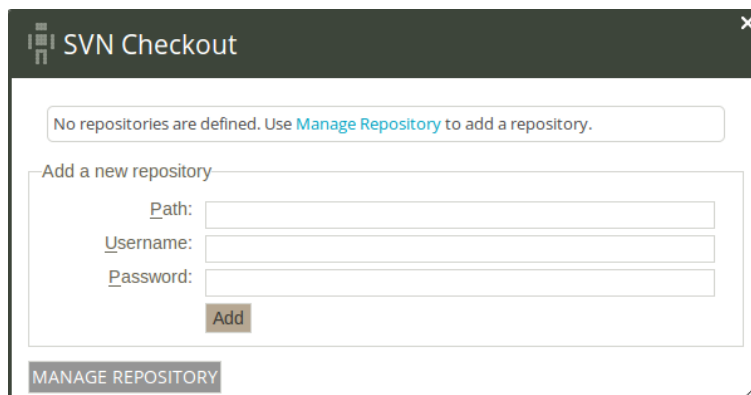 SVN Checkout
No repositories are defined. Use Manage Repository to add a repository.
Add a new repository
Path:
Username:
Password:
Add
MANAGE REPOSITORY